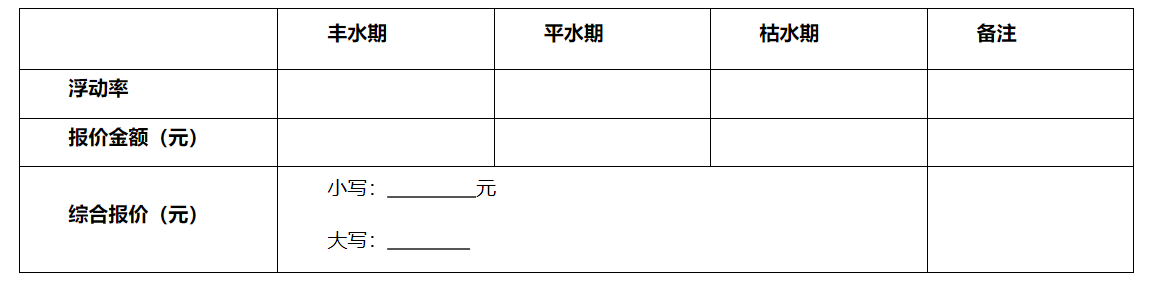 丰水期 平水期 枯水期 备注
浮动率
报价金额（元）
综合报价（元）
小写：________元
大写：________